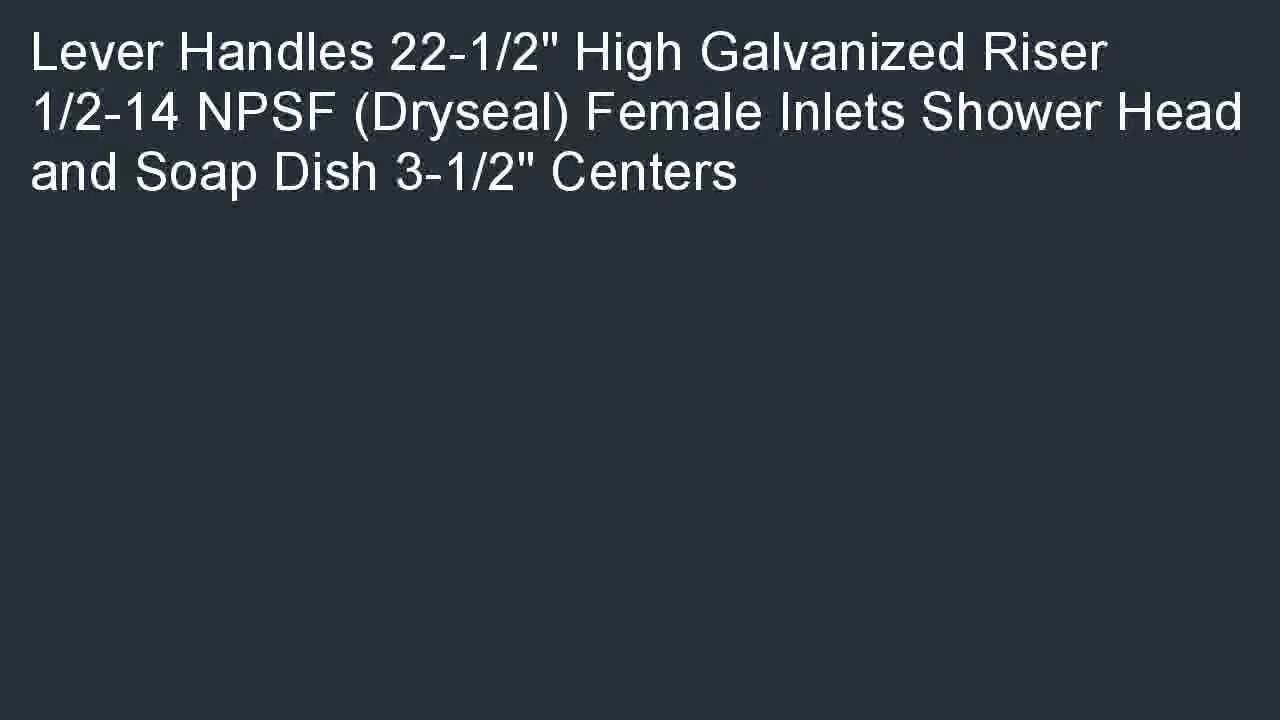 Lever Handles 22-1/2" High Galvanized Riser
1/2-14 NPSF (Dryseal) Female Inlets Shower Head
and Soap Dish 3-1/2" Centers